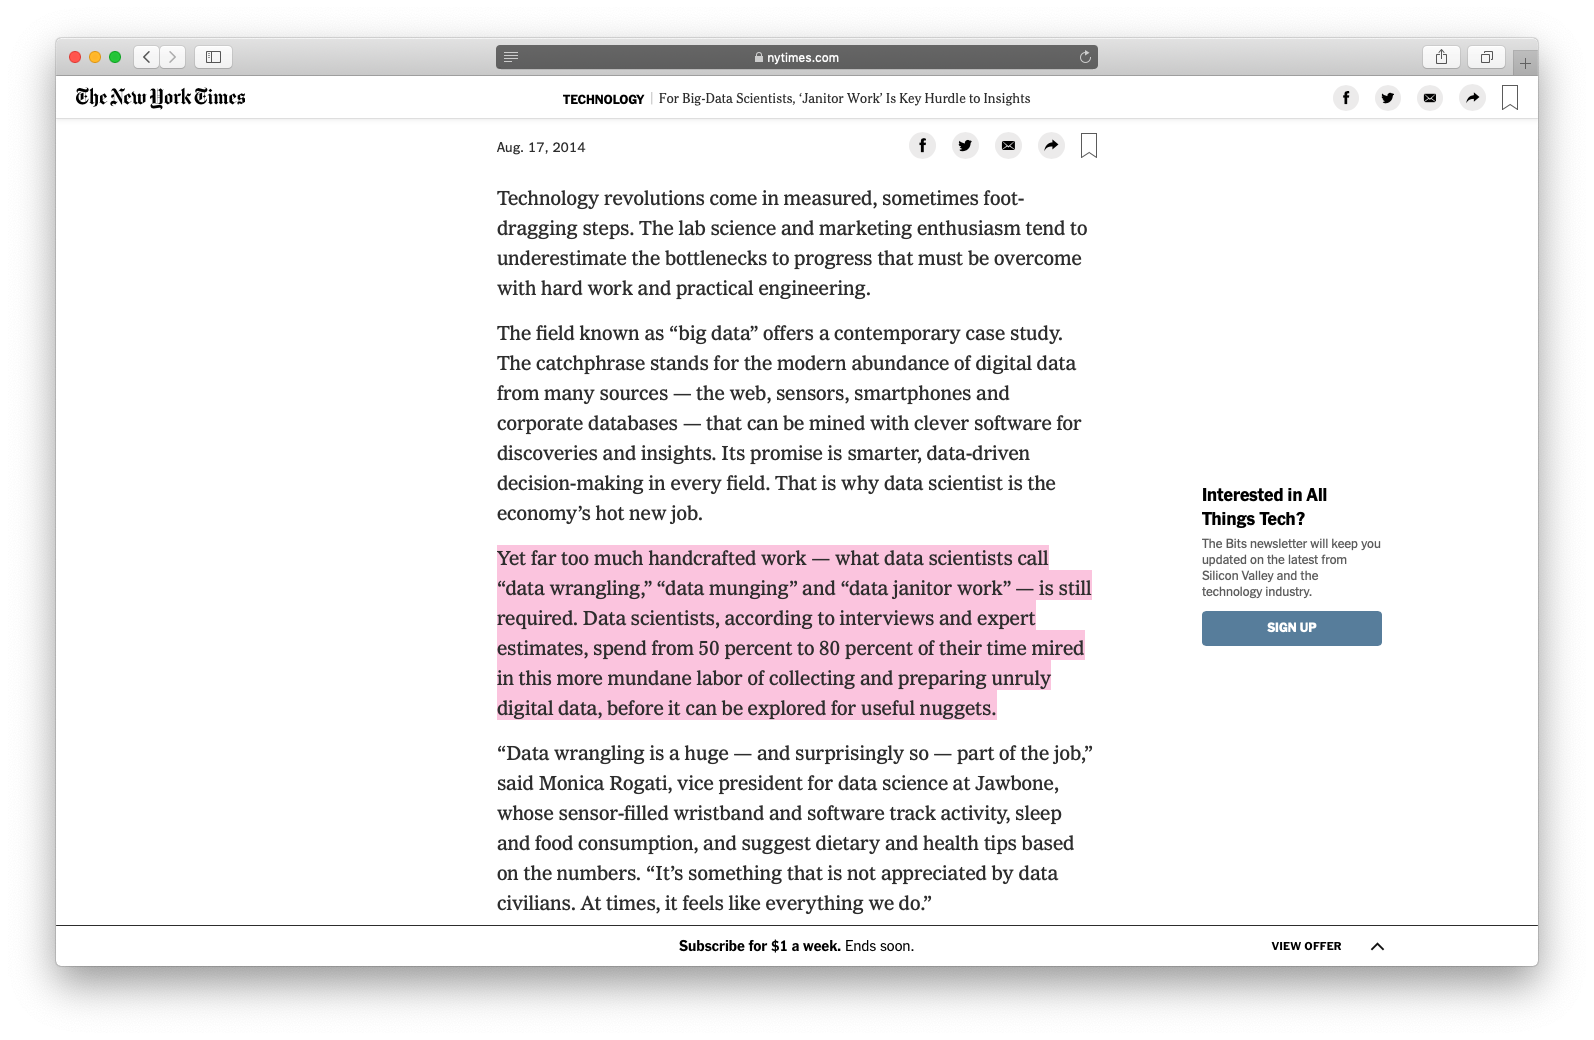 nytimes.com
The New York Times
TECHNOLOGY | For Big-Data Scientists, ‘Janitor Work’ Is Key Hurdle to Insights
Aug. 17, 2014
Technology revolutions come in measured, sometimes foot-
dragging steps. The lab science and marketing enthusiasm tend to
underestimate the bottlenecks to progress that must be overcome
with hard work and practical engineering.
The field known as “big data” offers a contemporary case study.
The catchphrase stands for the modern abundance of digital data
from many sources — the web, sensors, smartphones and
corporate databases — that can be mined with clever software for
discoveries and insights. Its promise is smarter, data-driven
decision-making in every field. That is why data scientist is the
economy’s hot new job.
Yet far too much handcrafted work — what data scientists call
“data wrangling,” “data munging” and “data janitor work” — is still
required. Data scientists, according to interviews and expert
estimates, spend from 50 percent to 80 percent of their time mired
in this more mundane labor of collecting and preparing unruly
digital data, before it can be explored for useful nuggets.
“Data wrangling is a huge — and surprisingly so — part of the job,”
said Monica Rogati, vice president for data science at Jawbone,
whose sensor-filled wristband and software track activity, sleep
and food consumption, and suggest dietary and health tips based
on the numbers. “It’s something that is not appreciated by data
civilians. At times, it feels like everything we do.”
Interested in All
Things Tech?
The Bits newsletter will keep you
updated on the latest from
Silicon Valley and the
technology industry.
SIGN UP
Subscribe for $1 a week. Ends soon.
VIEW OFFER